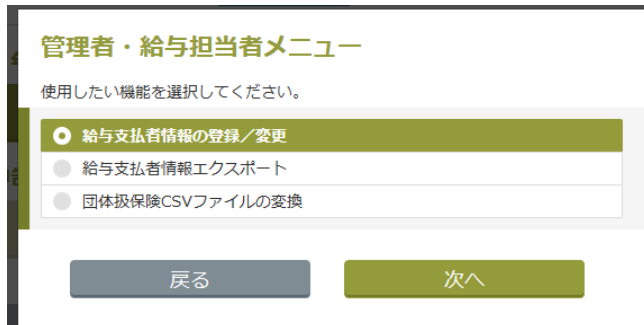 管理者・給与担当者メニュー
使用したい機能を選択してください。
給与支払者情報の登録／変更
給与支払者情報エクスポート
団体扱保険CSVファイルの変換
戻る
次へ